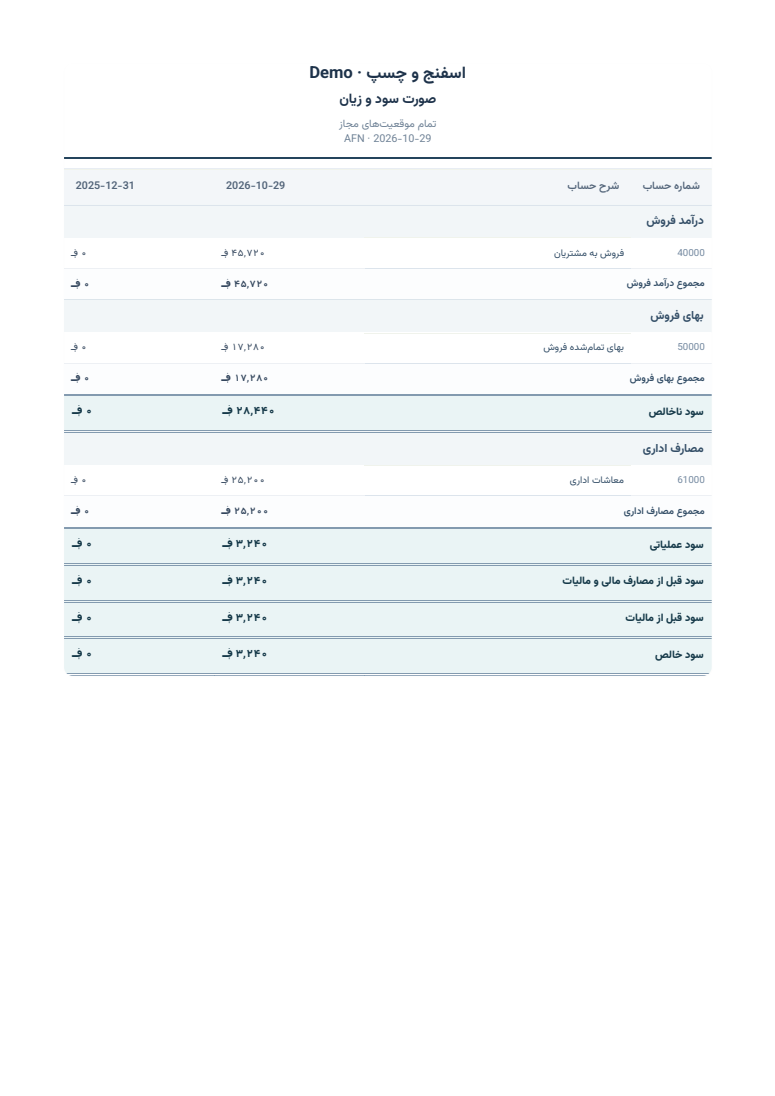 اسفنج و چسپ · Demo
صورت سود و زیان
تمام موقعیت‌های مجاز
AFN · 2026-10-29
شماره حساب شرح حساب 2026-10-29 2025-12-31
درآمد فروش
40000 فروش به مشتریان ۴۵,۷۲۰ ؋ ۰ ؋
مجموع درآمد فروش ۴۵,۷۲۰ ؋ ۰ ؋
بهای فروش
50000 بهای تمام‌شده فروش ۱۷,۲۸۰ ؋ ۰ ؋
مجموع بهای فروش ۱۷,۲۸۰ ؋ ۰ ؋
سود ناخالص ۲۸,۴۴۰ ؋ ۰ ؋
مصارف اداری
61000 معاشات اداری ۲۵,۲۰۰ ؋ ۰ ؋
مجموع مصارف اداری ۲۵,۲۰۰ ؋ ۰ ؋
سود عملیاتی ۳,۲۴۰ ؋ ۰ ؋
سود قبل از مصارف مالی و مالیات ۳,۲۴۰ ؋ ۰ ؋
سود قبل از مالیات ۳,۲۴۰ ؋ ۰ ؋
سود خالص ۳,۲۴۰ ؋ ۰ ؋